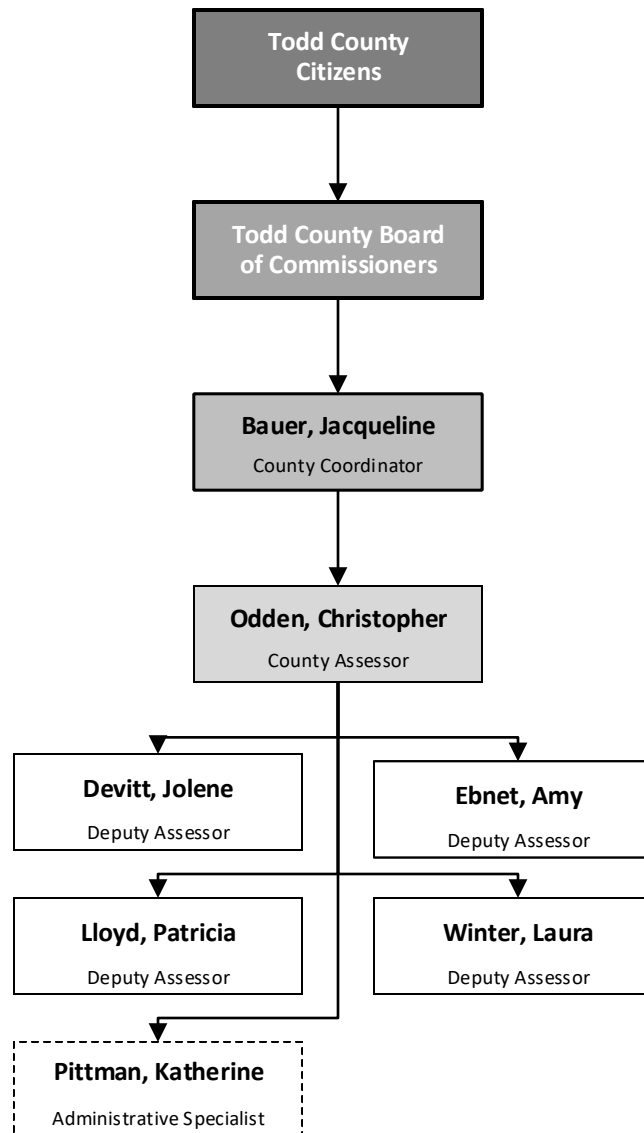 Todd County
Citizens
Todd County Board
of Commissioners
Bauer, Jacqueline
County Coordinator
Odden, Christopher
County Assessor
Devitt, Jolene
Deputy Assessor
Ebnet, Amy
Deputy Assessor
Lloyd, Patricia
Deputy Assessor
Winter, Laura
Deputy Assessor
Pittman, Katherine
Administrative Specialist